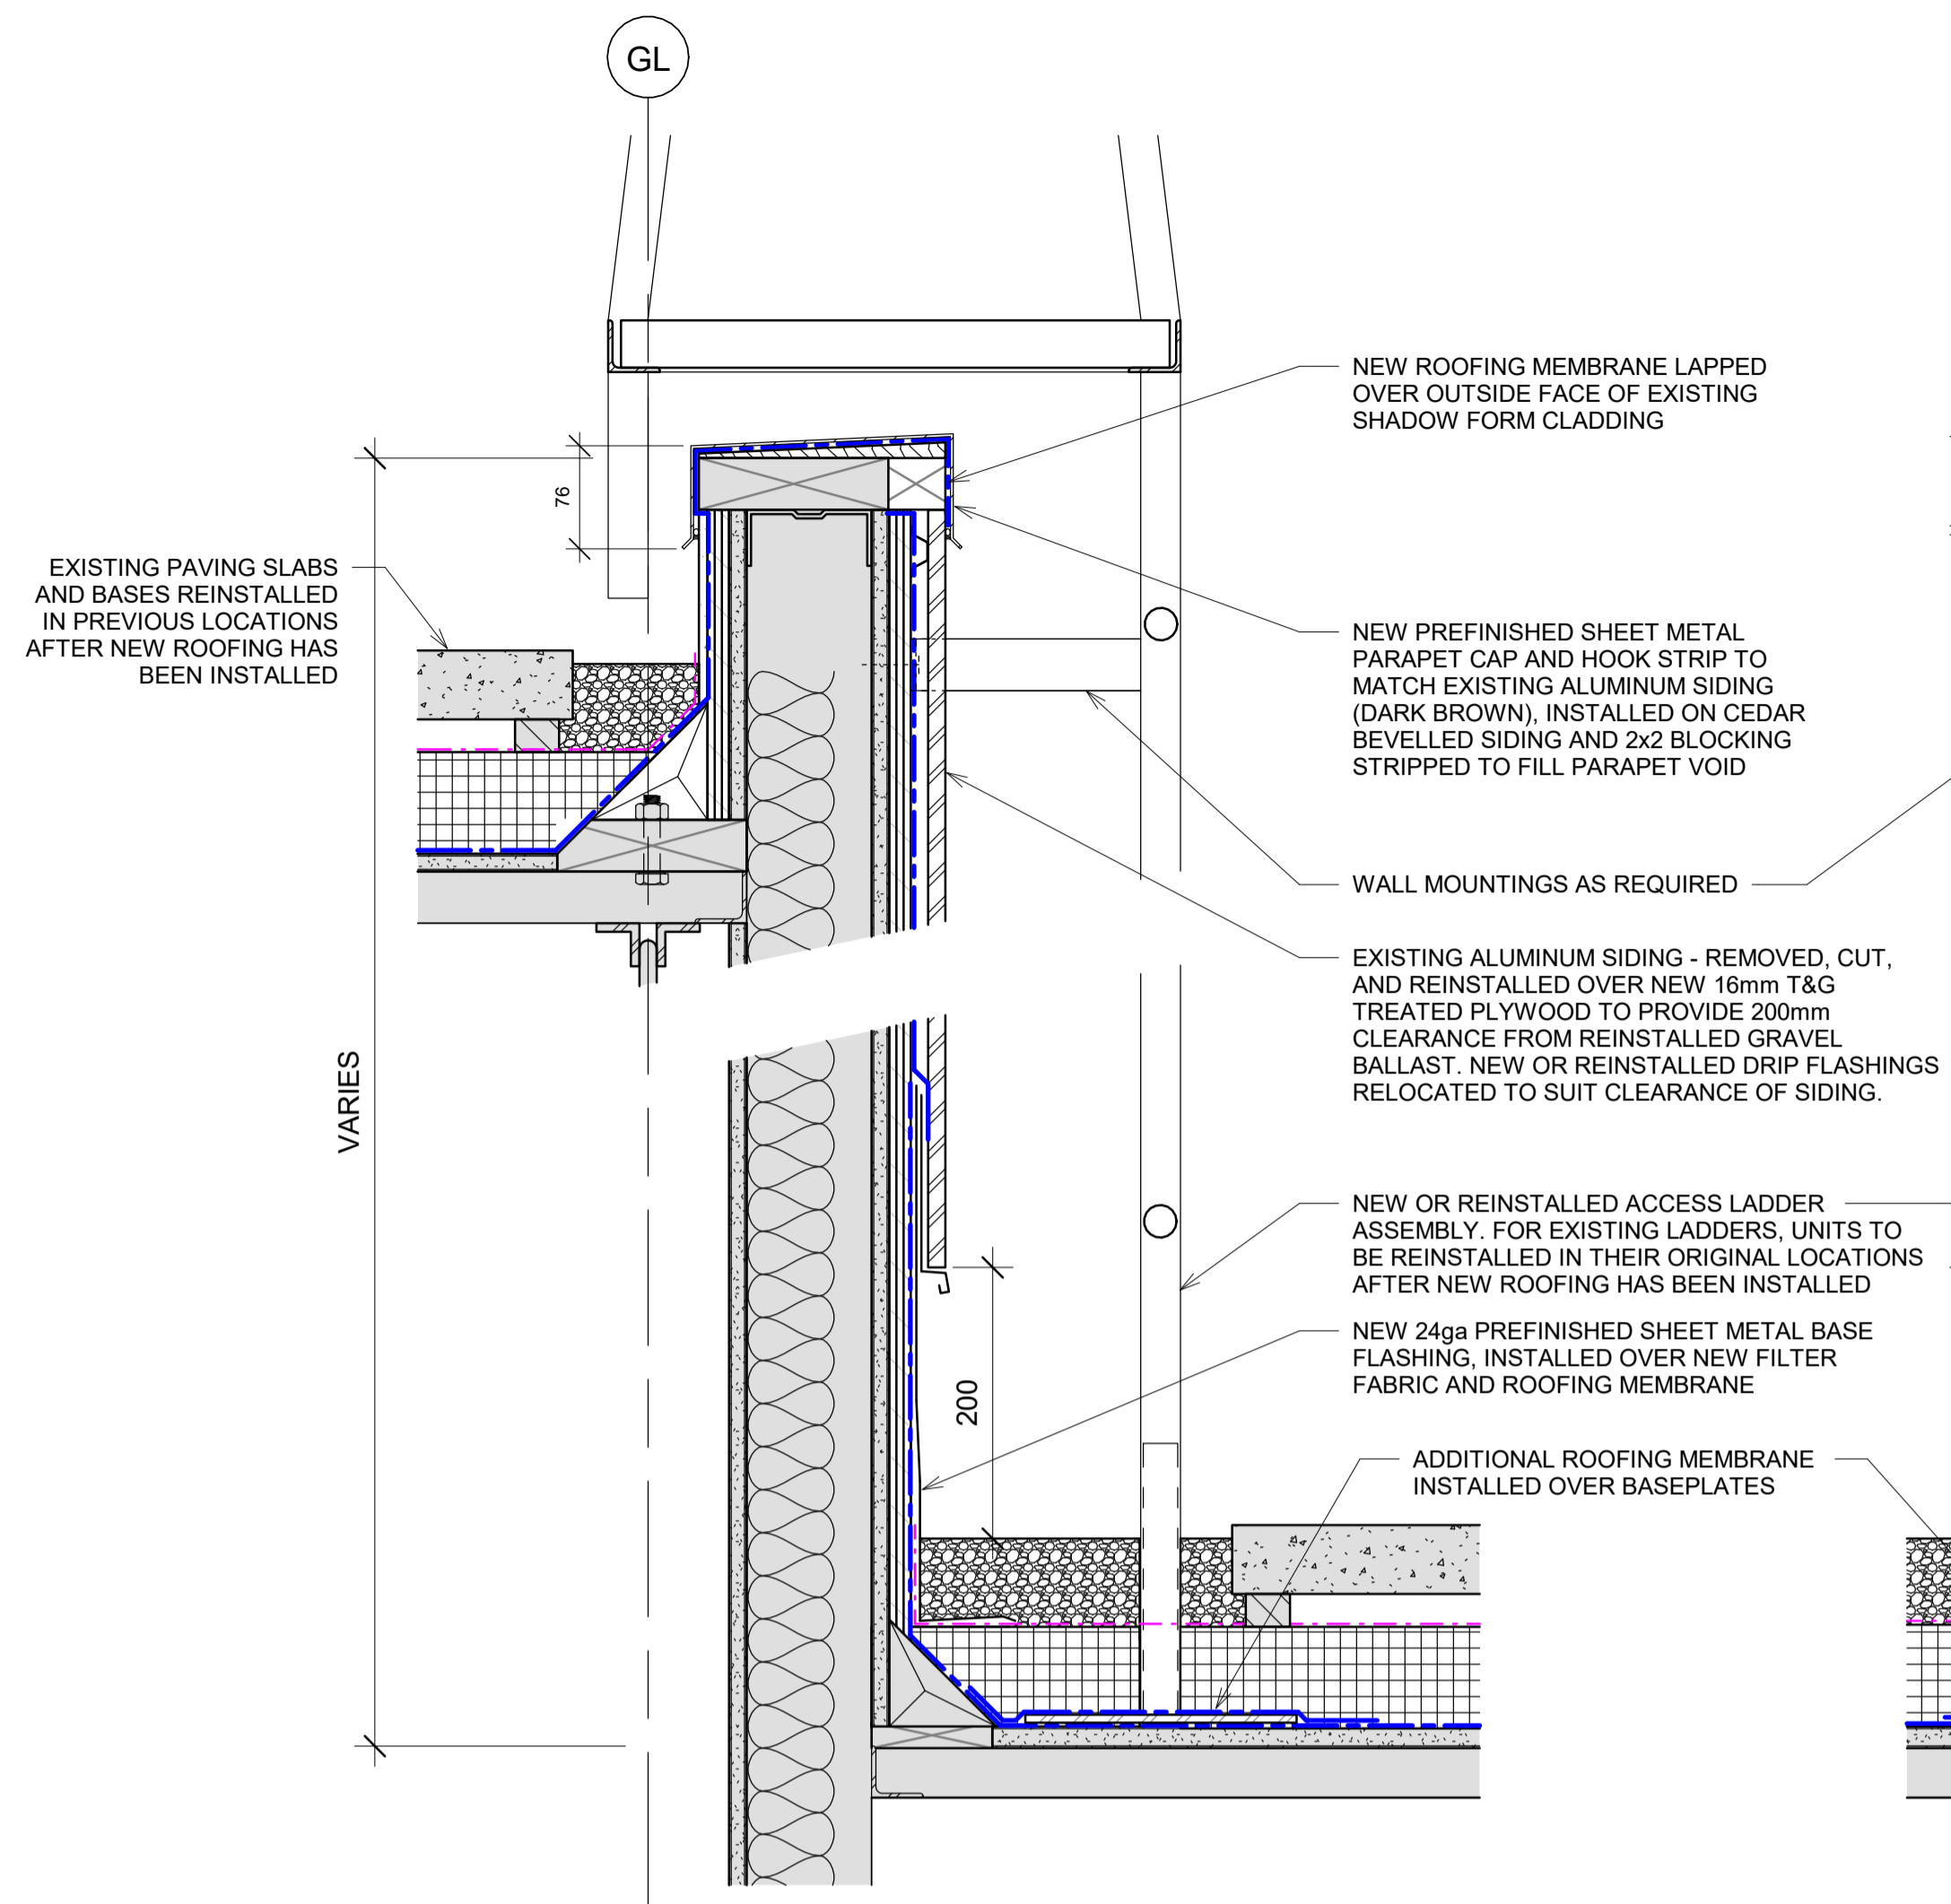 GL
NEW ROOFING MEMBRANE LAPPED
OVER OUTSIDE FACE OF EXISTING
SHADOW FORM CLADDING
76
EXISTING PAVING SLABS
AND BASES REINSTALLED
IN PREVIOUS LOCATIONS
AFTER NEW ROOFING HAS
BEEN INSTALLED
NEW PREFINISHED SHEET METAL
PARAPET CAP AND HOOK STRIP TO
MATCH EXISTING ALUMINUM SIDING
(DARK BROWN), INSTALLED ON CEDAR
BEVELLED SIDING AND 2x2 BLOCKING
STRIPPED TO FILL PARAPET VOID
WALL MOUNTINGS AS REQUIRED
EXISTING ALUMINUM SIDING - REMOVED, CUT,
AND REINSTALLED OVER NEW 16mm T&G
TREATED PLYWOOD TO PROVIDE 200mm
CLEARANCE FROM REINSTALLED GRAVEL
BALLAST. NEW OR REINSTALLED DRIP FLASHINGS
RELOCATED TO SUIT CLEARANCE OF SIDING.
VARIES
NEW OR REINSTALLED ACCESS LADDER
ASSEMBLY. FOR EXISTING LADDERS, UNITS TO
BE REINSTALLED IN THEIR ORIGINAL LOCATIONS
AFTER NEW ROOFING HAS BEEN INSTALLED
NEW 24ga PREFINISHED SHEET METAL BASE
FLASHING, INSTALLED OVER NEW FILTER
FABRIC AND ROOFING MEMBRANE
200
ADDITIONAL ROOFING MEMBRANE
INSTALLED OVER BASEPLATES